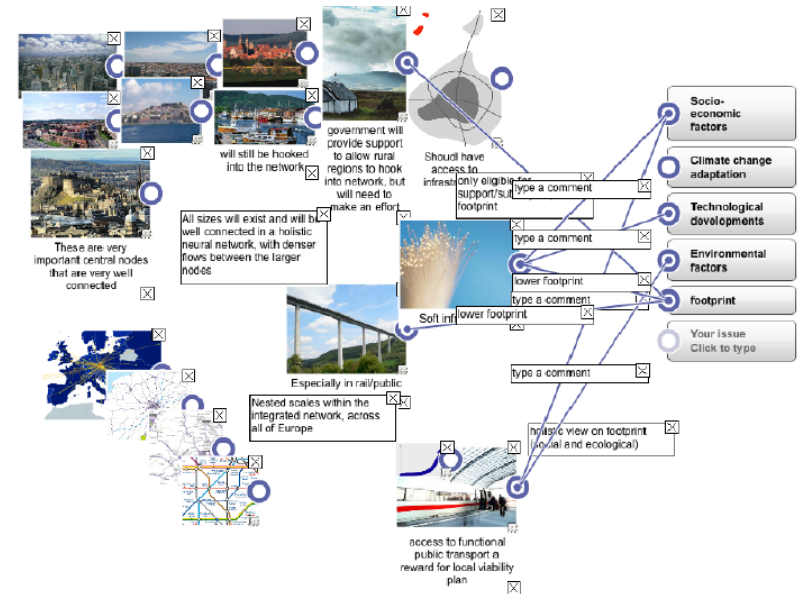 will still be hooked
into the network
government will
provide support
to allow rural
regions to hook
into network, but
will need to
make an effort
Shoudl have
access to
only eligible for
footprint
type a comment
These are very
important central nodes
that are very well
connected
All sizes will exist and will be
well connected in a holistic
neural network, with denser
flows between the larger
nodes
type a comment
lower footprint
type a comment
lower footprint
Especially in rail/public
Nested scales within the
integrated network, across
all of Europe
type a comment
holistic view on footprint
(social and ecological)
access to functional
public transport a
reward for local viability
plan
Socio-
economic
factors
Climate change
adaptation
Technological
developments
Environmental
factors
footprint
Your issue
Click to type